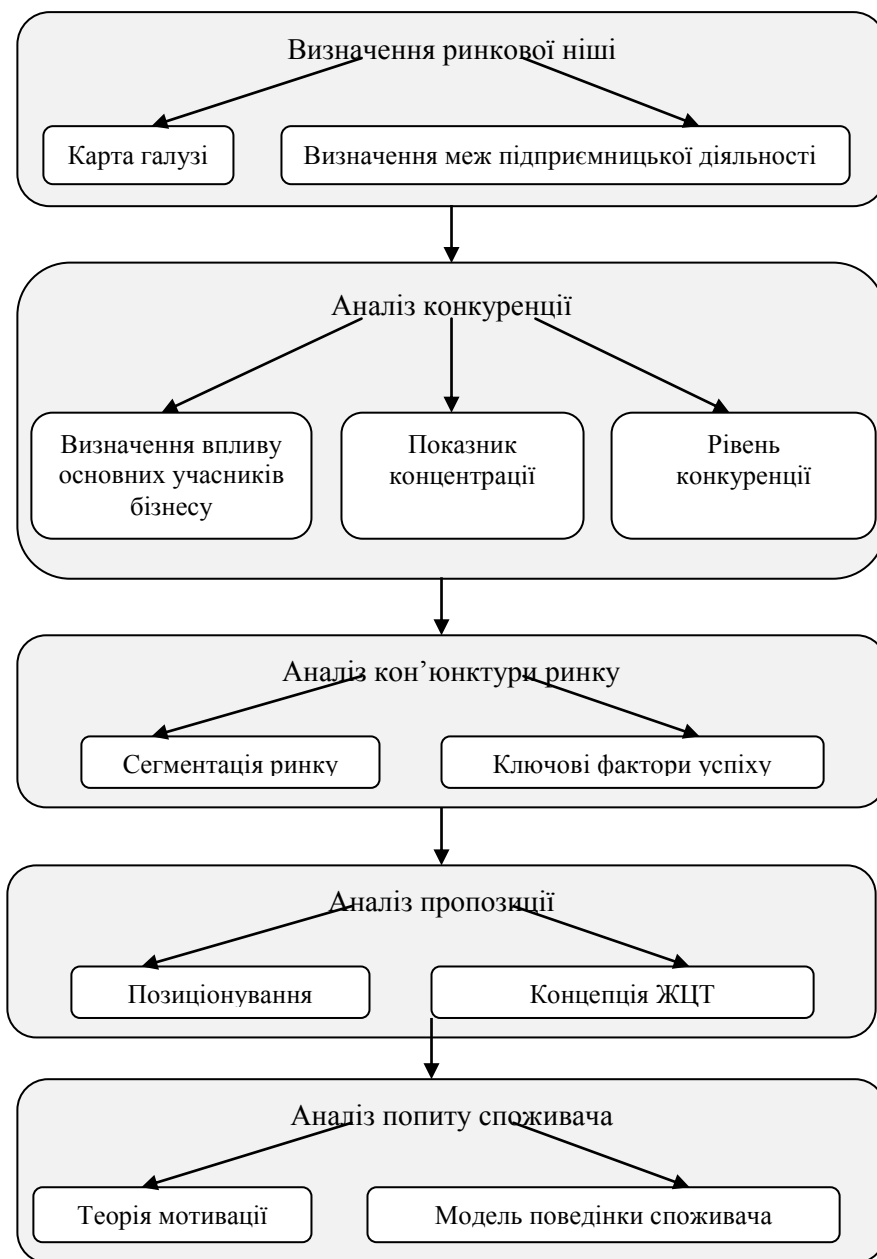 Визначення ринкової ніші
Карта галузі
Визначення меж підприємницької діяльності
Аналіз конкуренції
Визначення впливу
основних учасників
бізнесу
Показник
концентрації
Рівень
конкуренції
Аналіз кон’юнктури ринку
Сегментація ринку
Ключові фактори успіху
Аналіз пропозиції
Позиціонування
Концепція ЖЦТ
Аналіз попиту споживача
Теорія мотивації
Модель поведінки споживача